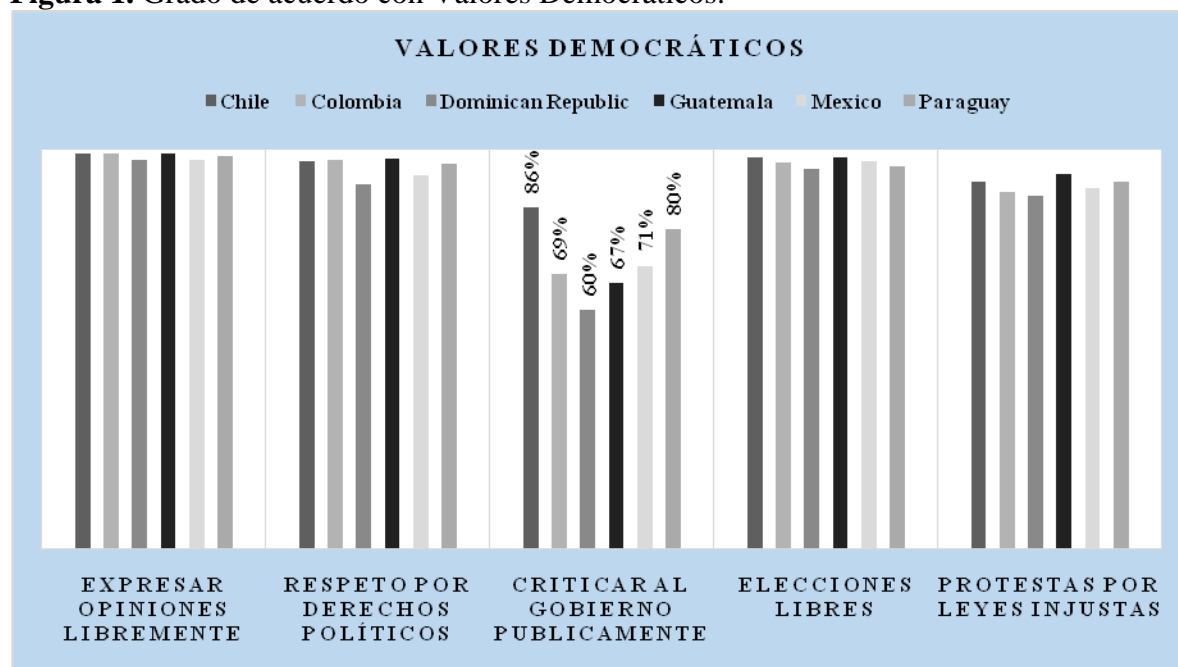 Figura 1. Grado de acuerdo con Valores Democráticos.
VALORES DEMOCRÁTICOS
Chile Colombia Dominican Republic Guatemala Mexico Paraguay
86%
69%
60%
67%
71%
80%
EXPRESAR
OPINIONES
LIBREMENTE
RESPETO POR
DERECHOS
POLÍTICOS
CRITICAR AL
GOBIERNO
PUBLICAMENTE
ELECCIONES
LIBRES
PROTESTAS POR
LEYES INJUSTAS